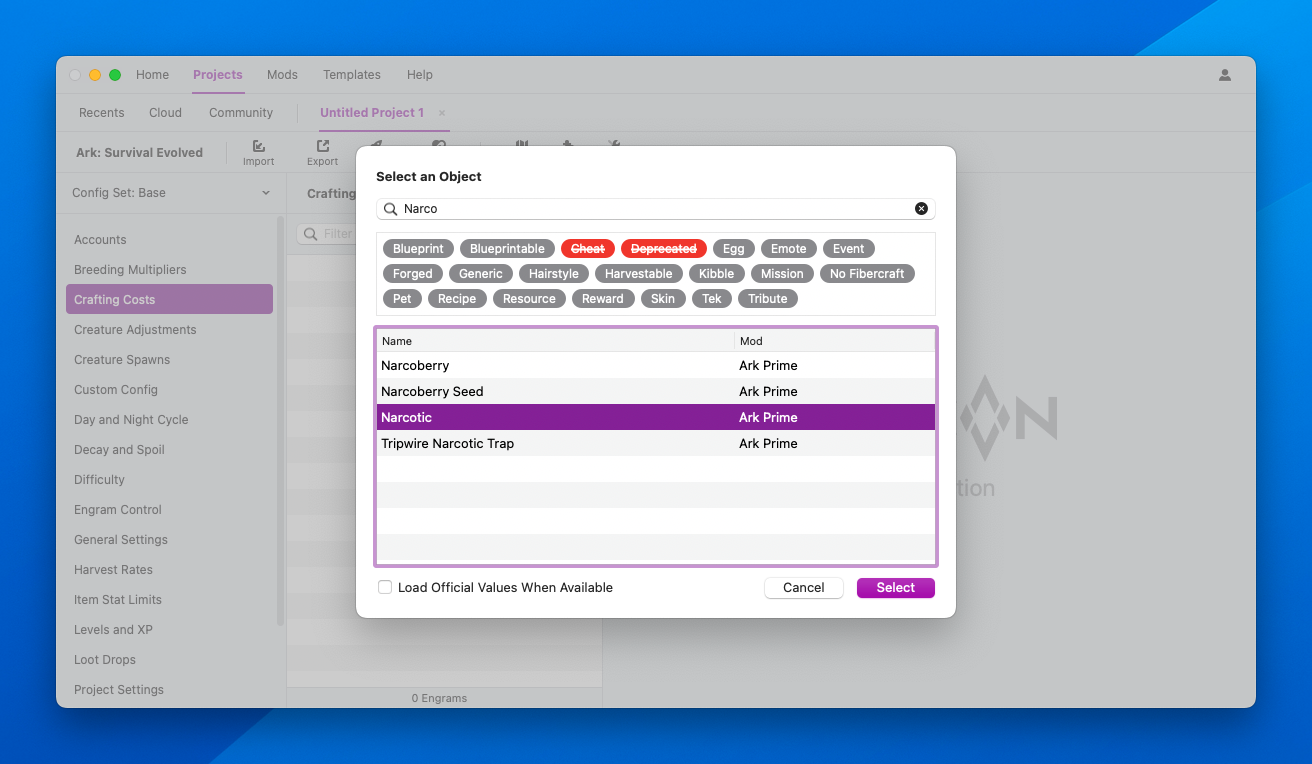 Home Projects Mods Templates Help
Recents Cloud Community Untitled Project 1 ×
Ark: Survival Evolved Import Export
Config Set: Base
Crafting
Filter
Accounts
Breeding Multipliers
Crafting Costs
Creature Adjustments
Creature Spawns
Custom Config
Day and Night Cycle
Decay and Spoil
Difficulty
Engram Control
General Settings
Harvest Rates
Item Stat Limits
Levels and XP
Loot Drops
Project Settings
0 Engrams
Select an Object
Narco
Blueprint Blueprintable Cheat Deprecated Egg Emote Event
Forged Generic Hairstyle Harvestable Kibble Mission No Fibercraft
Pet Recipe Resource Reward Skin Tek Tribute
Name Mod
Narcoberry Ark Prime
Narcoberry Seed Ark Prime
Narcotic Ark Prime
Tripwire Narcotic Trap Ark Prime
Load Official Values When Available Cancel Select
N
tion